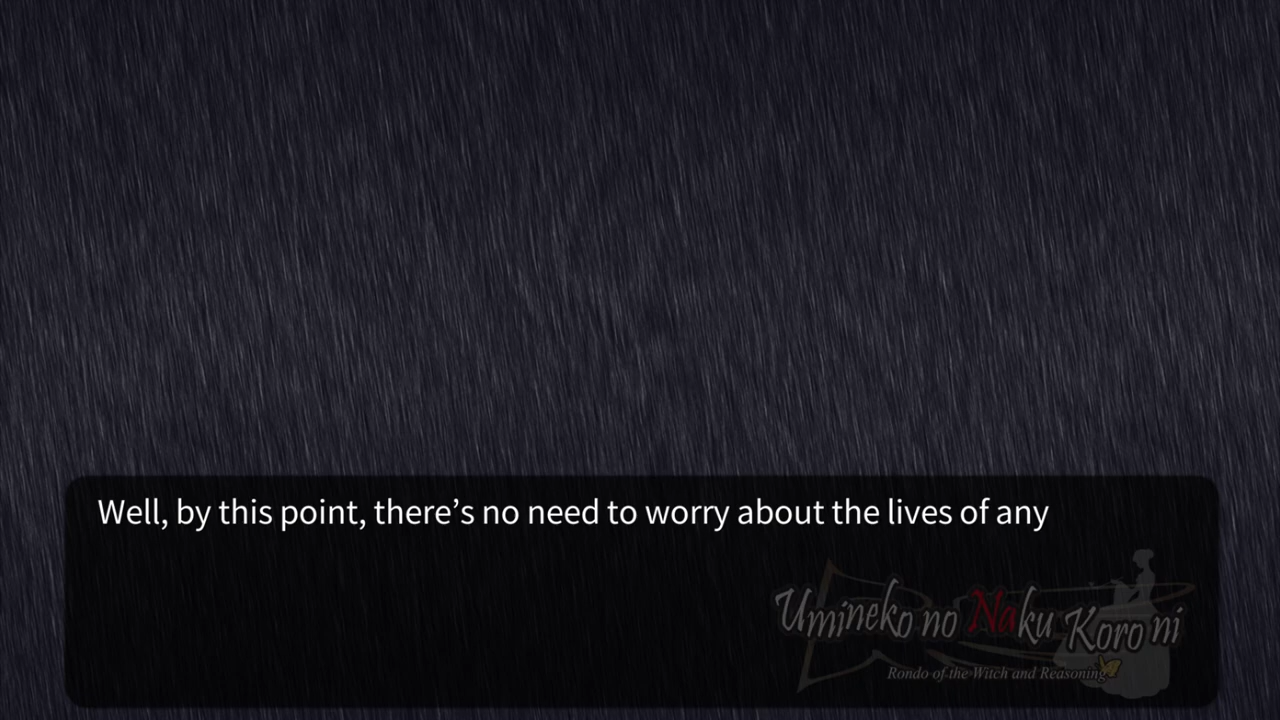 Well, by this point, there’s no need to worry about the lives of any
Umineko no Naku Koro ni
Rondo of the Witch and Reasoning